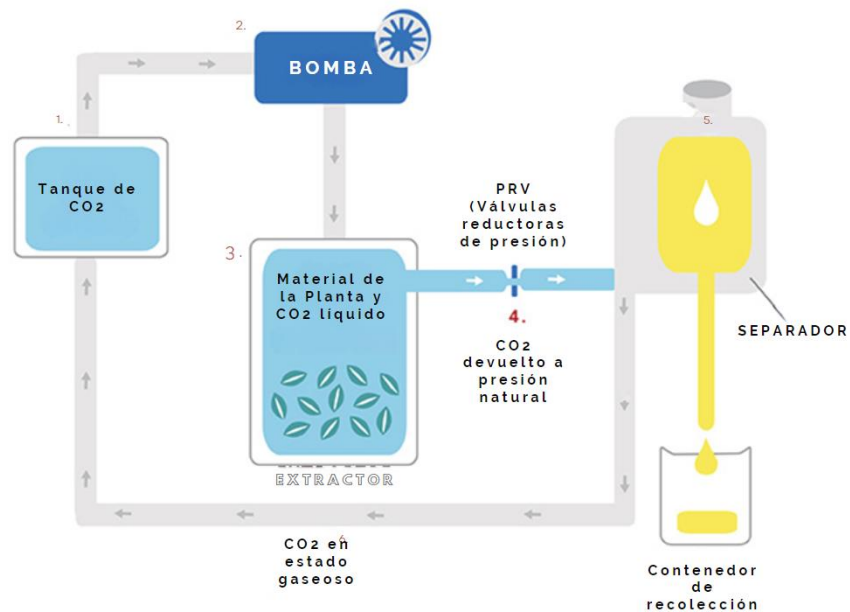 2.
BOMBA
1.
Tanque de
CO2
5.
PRV
(Válvulas
reductoras
de presión)
3.
Material de
la Planta y
CO2 líquido
4.
CO2
devuelto a
presión
natural
SEPARADOR
EXTRACTOR
6
CO2 en
estado
gaseoso
Contenedor
de
recolección